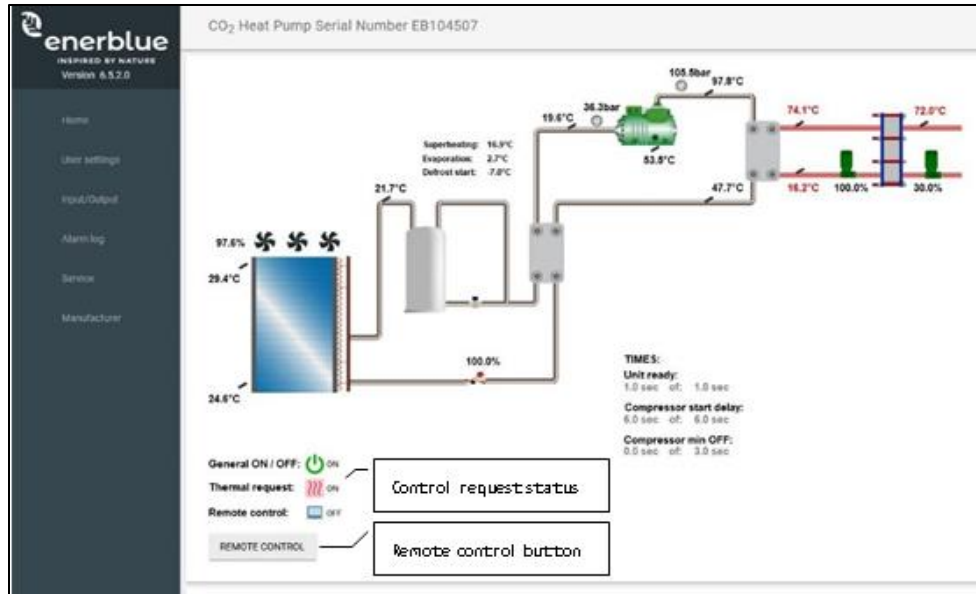 enerblue
INSPIRED BY NATURE
Version 6.5.2.0
Home
User settings
Input/Output
Alarm log
Service
Manufacturer
CO₂ Heat Pump Serial Number EB104507
105.5bar
97.8°C
36.3bar
19.6°C
53.5°C
74.1°C
72.0°C
16.2°C
100.0%
30.0%
47.7°C
Superheating: 16.9°C
Evaporation: 2.7°C
Defrost start: -7.0°C
21.7°C
97.6%
29.4°C
24.6°C
100.0%
TIMES:
Unit ready:
1.0 sec of: 1.0 sec
Compressor start delay:
6.0 sec of: 6.0 sec
Compressor min OFF:
0.0 sec of: 3.0 sec
General ON / OFF: ON
Thermal request: ON
Remote control: OFF
REMOTE CONTROL
Control request status
Remote control button